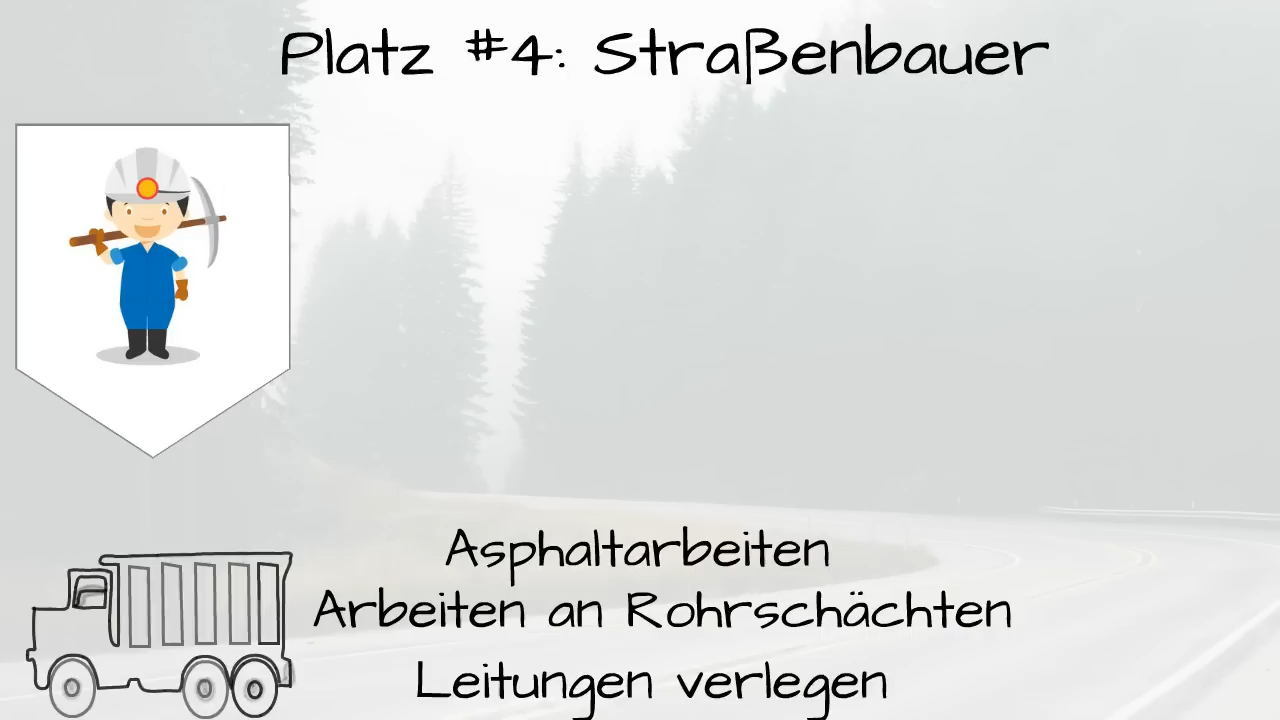 Platz #4: Straßenbauer
Asphaltarbeiten
Arbeiten an Rohrschächten
Leitungen verlegen